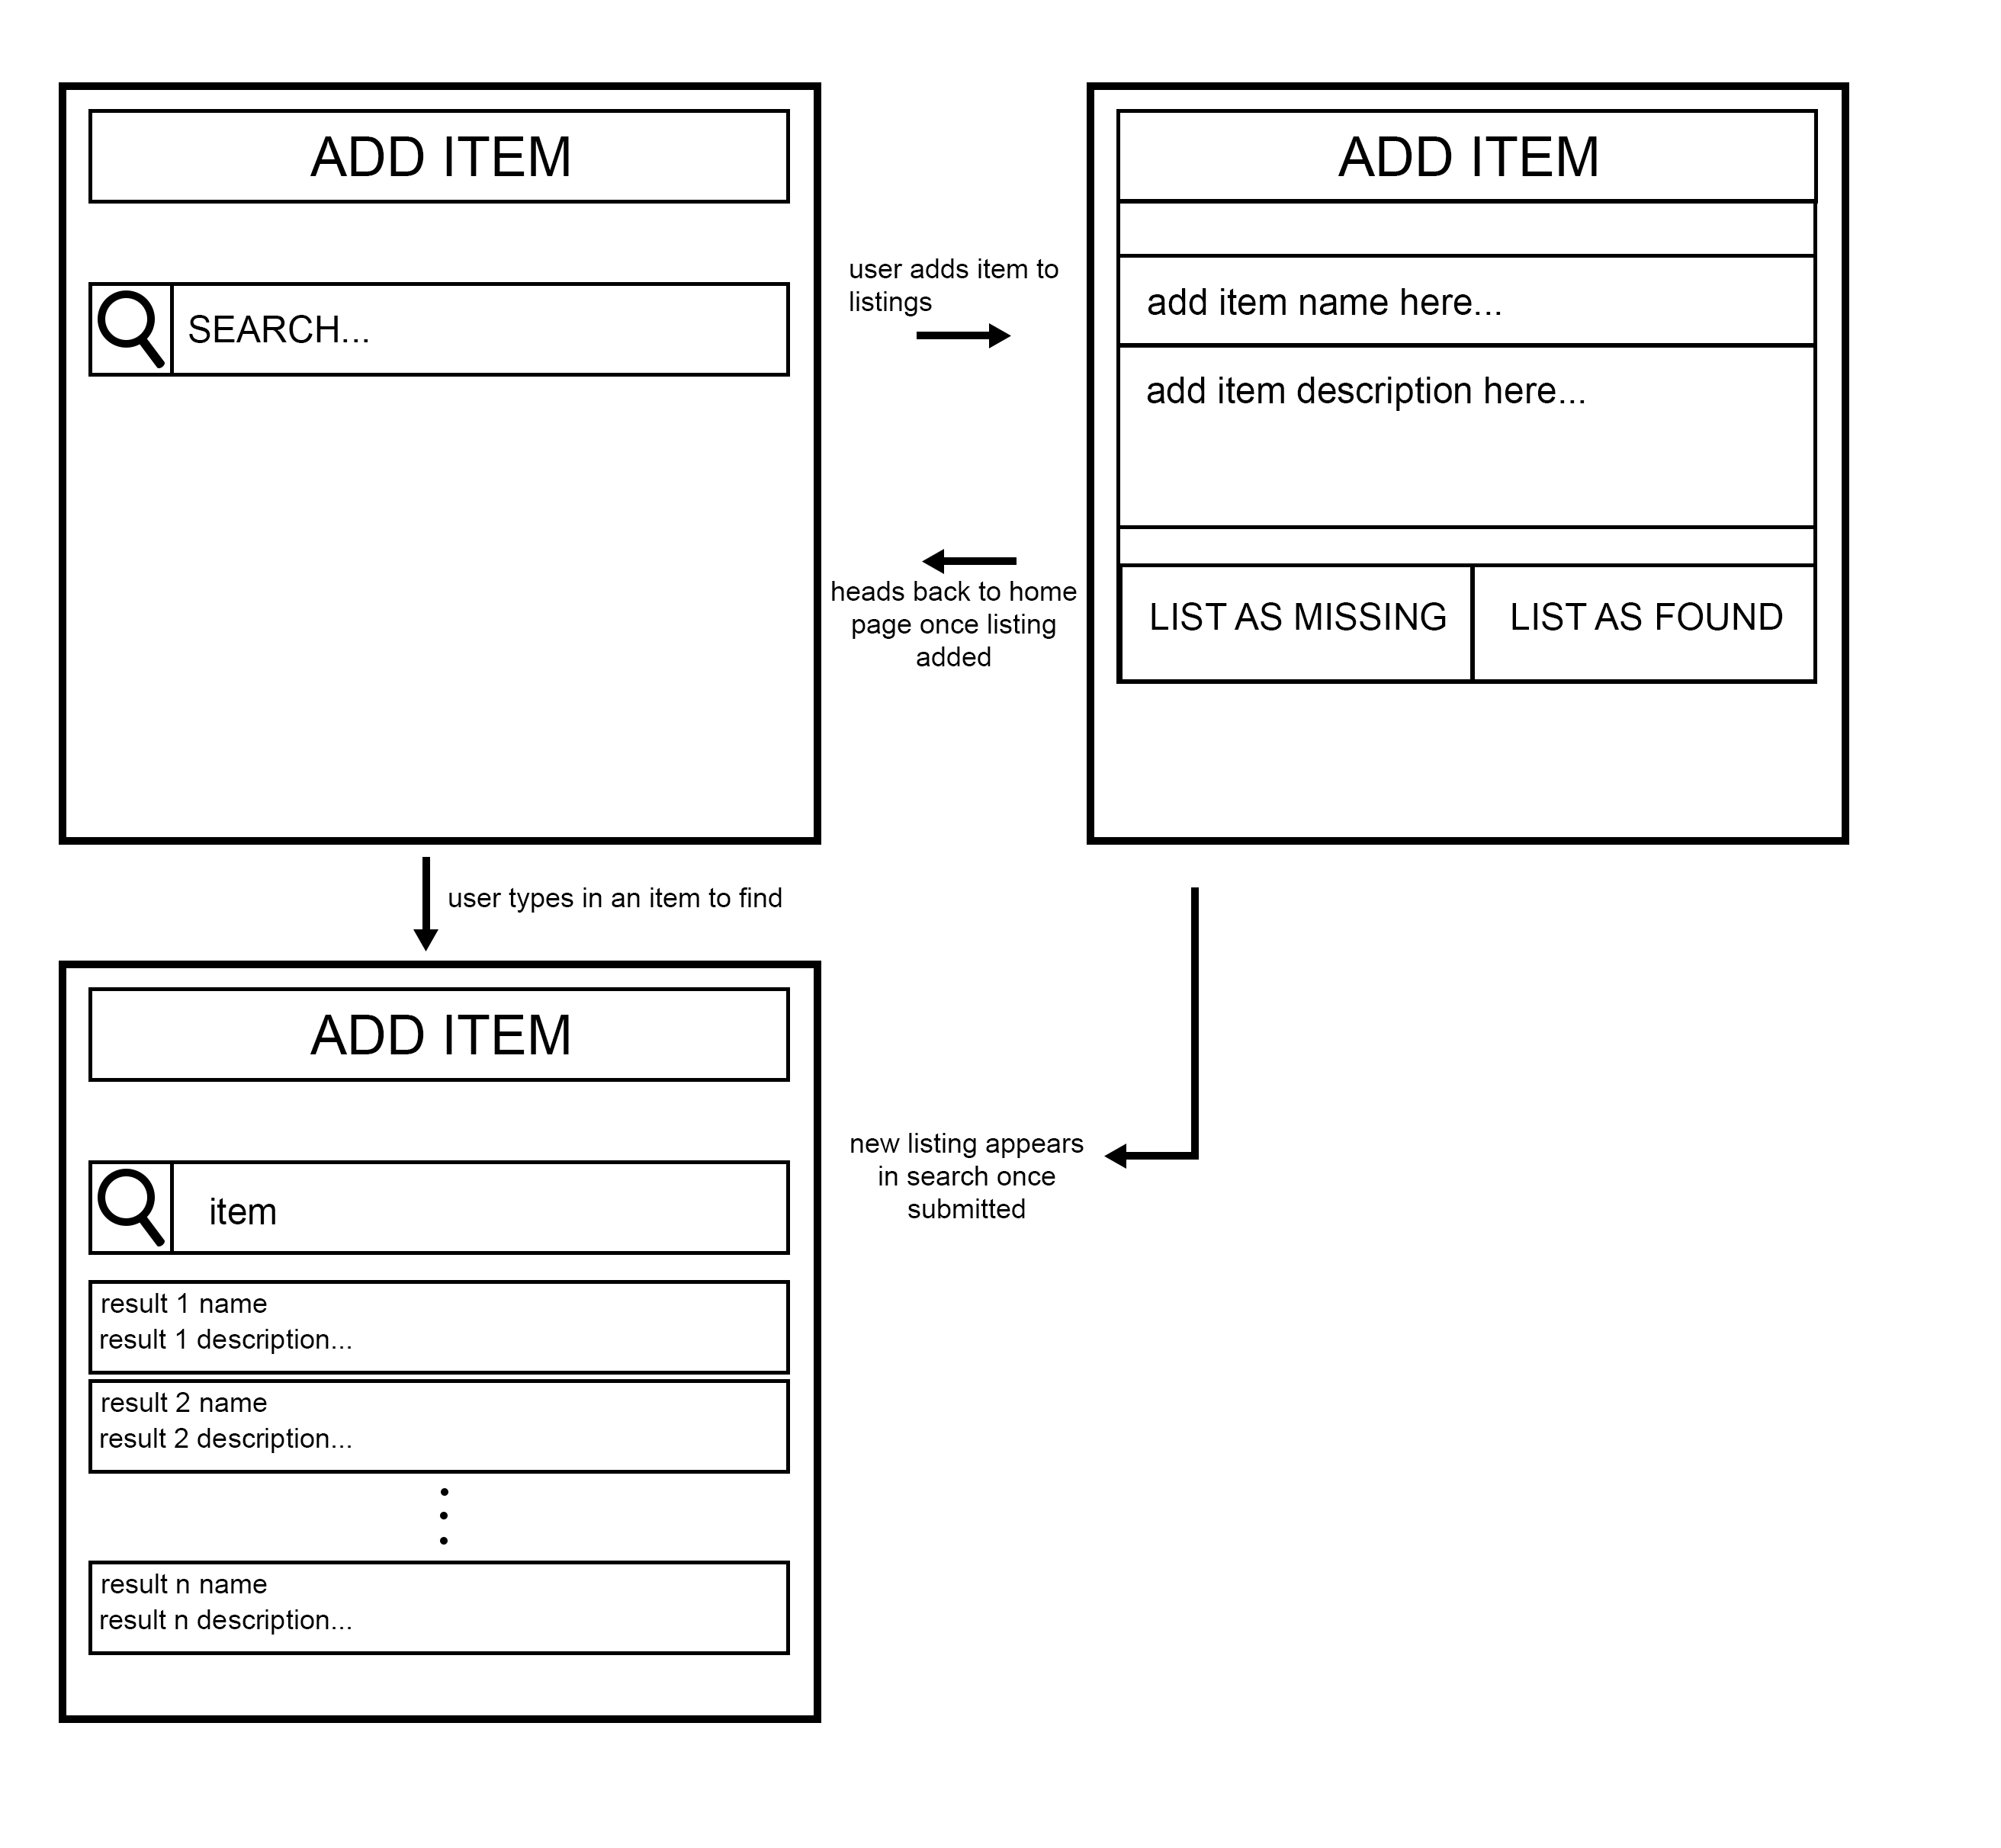 ADD ITEM
SEARCH...
user adds item to
listings
heads back to home
page once listing
added
ADD ITEM
add item name here...
add item description here...
LIST AS MISSING
LIST AS FOUND
user types in an item to find
ADD ITEM
item
result 1 name
result 1 description...
result 2 name
result 2 description...
result n name
result n description...
new listing appears
in search once
submitted